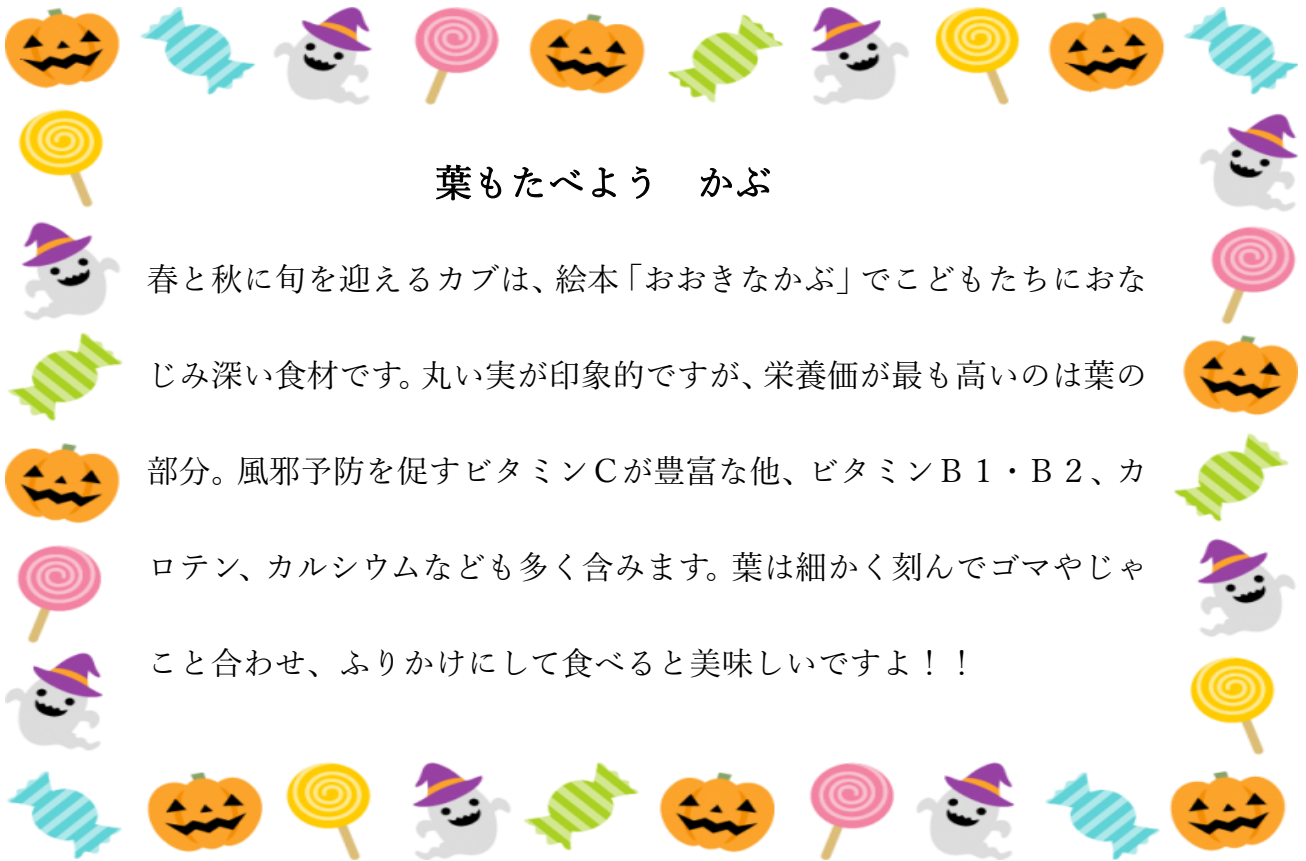 葉もたべよう　かぶ
春と秋に旬を迎えるカブは、絵本「おおきなかぶ」でこどもたちにおな
じみ深い食材です。丸い実が印象的ですが、栄養価が最も高いのは葉の
部分。風邪予防を促すビタミンＣが豊富な他、ビタミンＢ１・Ｂ２、カ
ロテン、カルシウムなども多く含みます。葉は細かく刻んでゴマやじゃ
こと合わせ、ふりかけにして食べると美味しいですよ！！